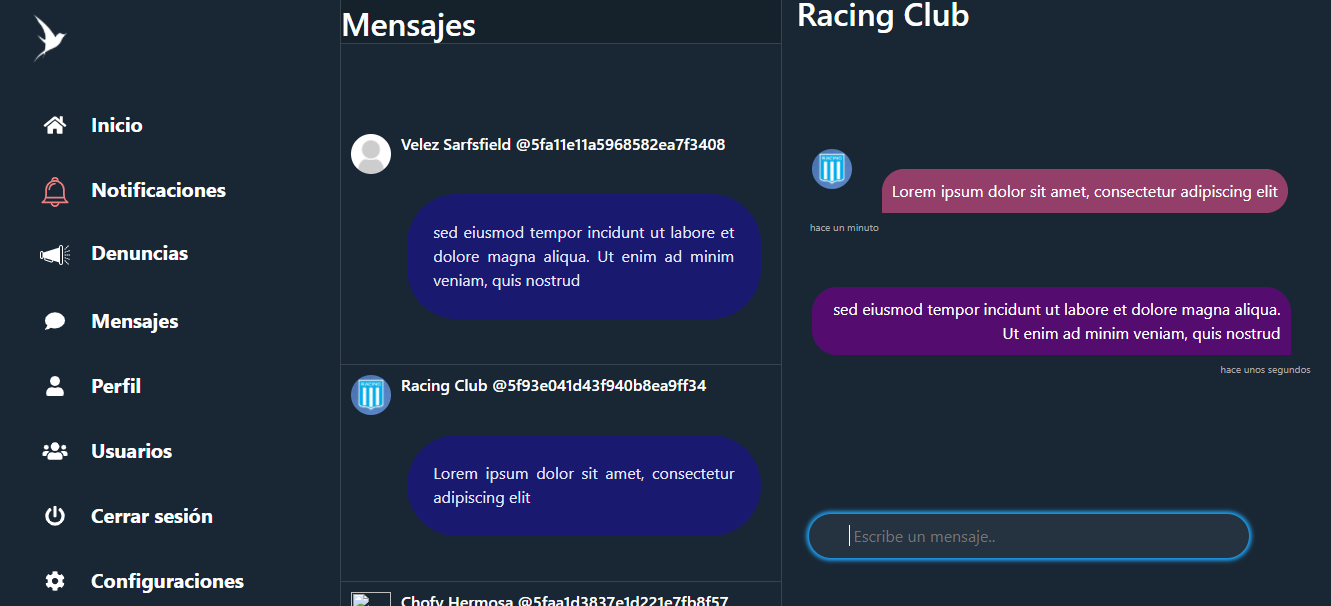 Inicio
Notificaciones
Denuncias
Mensajes
Perfil
Usuarios
Cerrar sesión
Configuraciones
Mensajes
Velez Sarfsfield @5fa11e11a5968582ea7f3408
sed eiusmod tempor incidunt ut labore et
dolore magna aliqua. Ut enim ad minim
veniam, quis nostrud
RACING
Racing Club @5f93e041d43f940b8ea9ff34
Lorem ipsum dolor sit amet, consectetur
adipiscing elit
Chofy Hermosa @5faa1d3837e1d221e7fb8f57
Racing Club
RACING
Lorem ipsum dolor sit amet, consectetur adipiscing elit
hace un minuto
sed eiusmod tempor incidunt ut labore et dolore magna aliqua.
Ut enim ad minim veniam, quis nostrud
hace unos segundos
Escribe un mensaje..